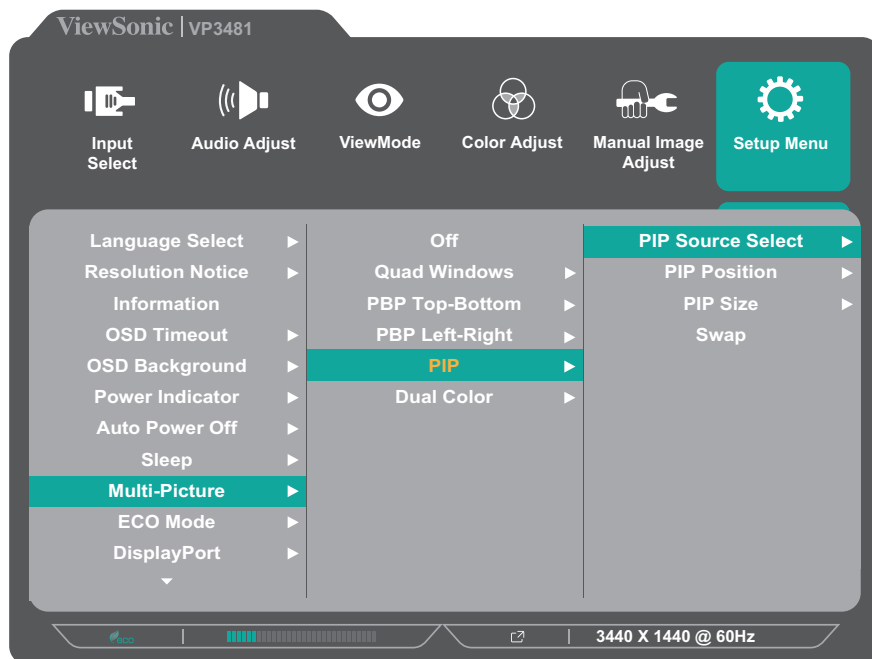 ViewSonic | VP3481
Input
Select
Audio Adjust
ViewMode
Color Adjust
Manual Image
Adjust
Setup Menu
Language Select
Resolution Notice
Information
OSD Timeout
OSD Background
Power Indicator
Auto Power Off
Sleep
Multi-Picture
ECO Mode
DisplayPort
Off
Quad Windows
PBP Top-Bottom
PBP Left-Right
PIP
Dual Color
PIP Source Select
PIP Position
PIP Size
Swap
eco
3440 X 1440 @ 60Hz